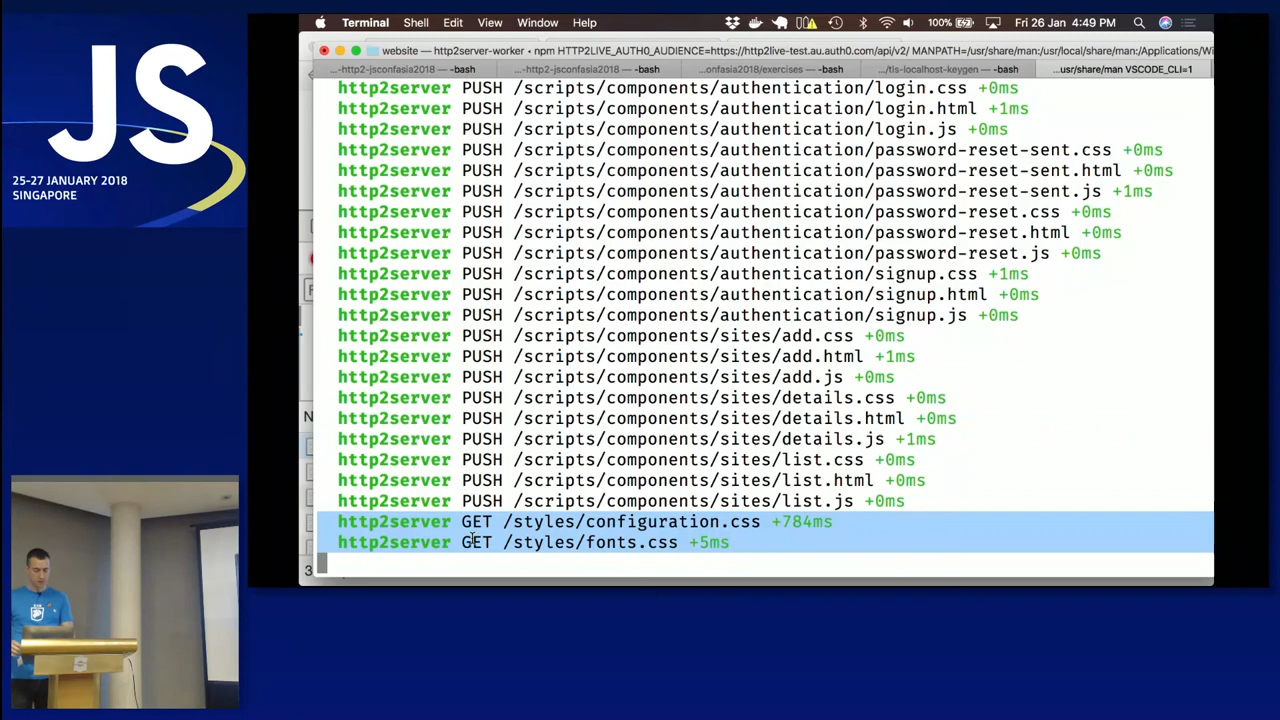 JS
25-27 JANUARY 2018
SINGAPORE
Terminal Shell Edit View Window Help
100% Fri 26 Jan 4:49 PM
website — http2server-worker • npm HTTP2LIVE_AUTH0_AUDIENCE=https://http2live-test.au.auth0.com/api/v2/ MANPATH=/usr/share/man:/usr/local/share/man:/Applications/Wi
...-http2-jsconfasia2018 — -bash
...-http2-jsconfasia2018 — -bash
...onfasia2018/exercises — -bash
.../tls-localhost-keygen — -bash
...usr/share/man VSCODE_CLI=1
http2server PUSH /scripts/components/authentication/login.css +0ms
http2server PUSH /scripts/components/authentication/login.html +1ms
http2server PUSH /scripts/components/authentication/login.js +0ms
http2server PUSH /scripts/components/authentication/password-reset-sent.css +0ms
http2server PUSH /scripts/components/authentication/password-reset-sent.html +0ms
http2server PUSH /scripts/components/authentication/password-reset-sent.js +1ms
http2server PUSH /scripts/components/authentication/password-reset.css +0ms
http2server PUSH /scripts/components/authentication/password-reset.html +0ms
http2server PUSH /scripts/components/authentication/password-reset.js +0ms
http2server PUSH /scripts/components/authentication/signup.css +1ms
http2server PUSH /scripts/components/authentication/signup.html +0ms
http2server PUSH /scripts/components/authentication/signup.js +0ms
http2server PUSH /scripts/components/sites/add.css +0ms
http2server PUSH /scripts/components/sites/add.html +1ms
http2server PUSH /scripts/components/sites/add.js +0ms
http2server PUSH /scripts/components/sites/details.css +0ms
http2server PUSH /scripts/components/sites/details.html +0ms
http2server PUSH /scripts/components/sites/details.js +1ms
http2server PUSH /scripts/components/sites/list.css +0ms
http2server PUSH /scripts/components/sites/list.html +0ms
http2server PUSH /scripts/components/sites/list.js +0ms
http2server GET /styles/configuration.css +784ms
http2server GET /styles/fonts.css +5ms